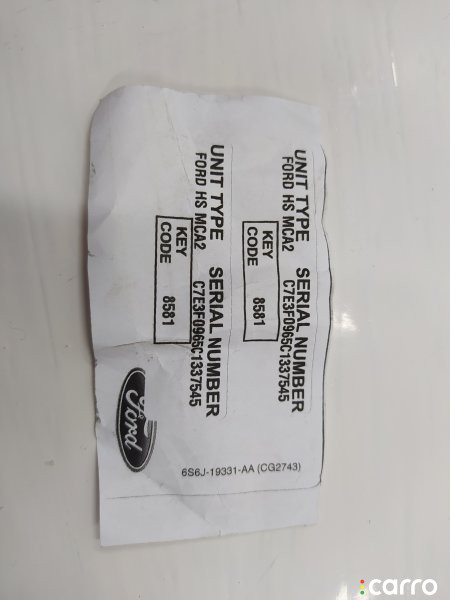 UNIT TYPE SERIAL NUMBER
FORD HS MCA2 C7E3F0965C1337545
KEY CODE 8581
UNIT TYPE SERIAL NUMBER
FORD HS MCA2 C7E3F0965C1337545
KEY CODE 8581
Ford
6S6J-19331-AA (CG2743)
carro